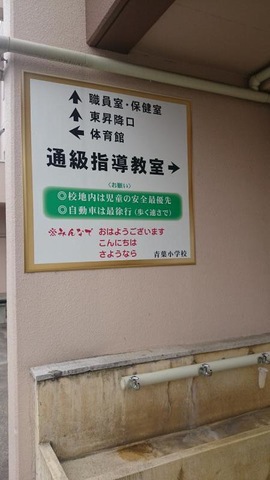 ↑ 職員室・保健室
↑ 東昇降口
← 体育館
通級指導教室→
〈お願い〉
◎校地内は児童の安全最優先
◎自動車は最徐行(歩く速さで)
※みんなで おはようございます
こんにちは
さようなら 青葉小学校